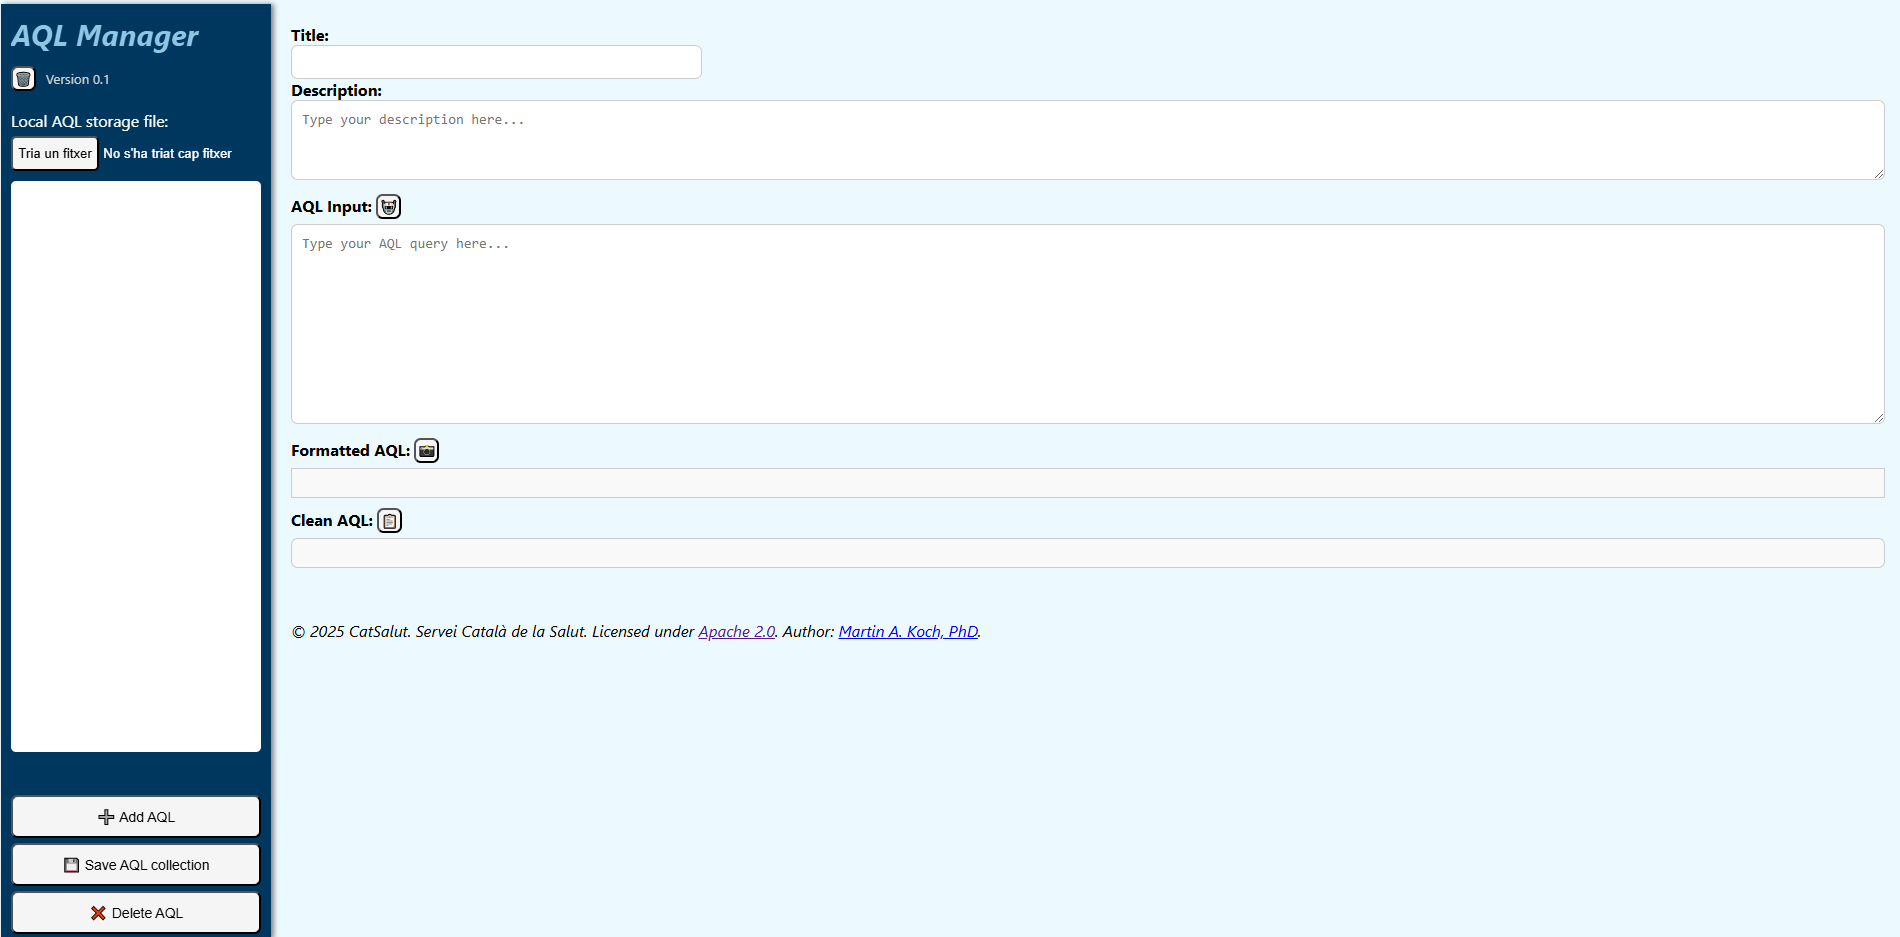 AQL Manager
Version 0.1
Local AQL storage file:
Tria un fitxer No s'ha triat cap fitxer
Add AQL
Save AQL collection
Delete AQL
Title:
Description:
Type your description here...
AQL Input:
Type your AQL query here...
Formatted AQL:
Clean AQL:
© 2025 CatSalut. Servei Català de la Salut. Licensed under Apache 2.0. Author: Martin A. Koch, PhD.